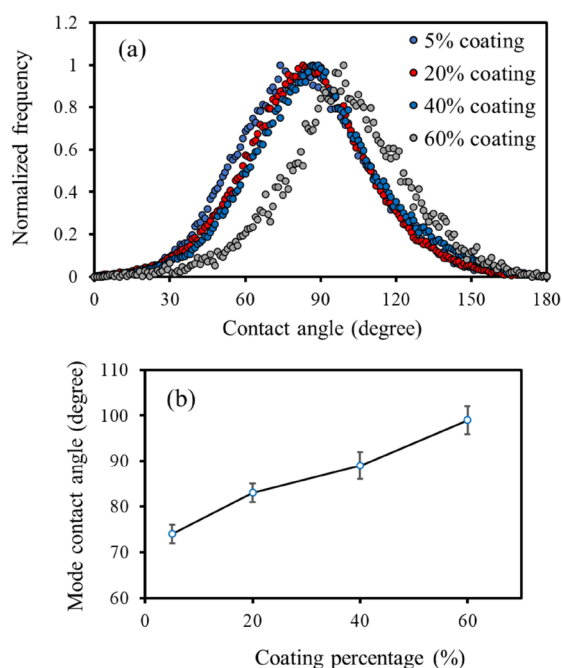 (a)
5% coating
20% coating
40% coating
60% coating
Normalized frequency
1.2
1
0.8
0.6
0.4
0.2
0
0 30 60 90 120 150 180
Contact angle (degree)
(b)
Mode contact angle (degree)
110
100
90
80
70
60
0 20 40 60
Coating percentage (%)